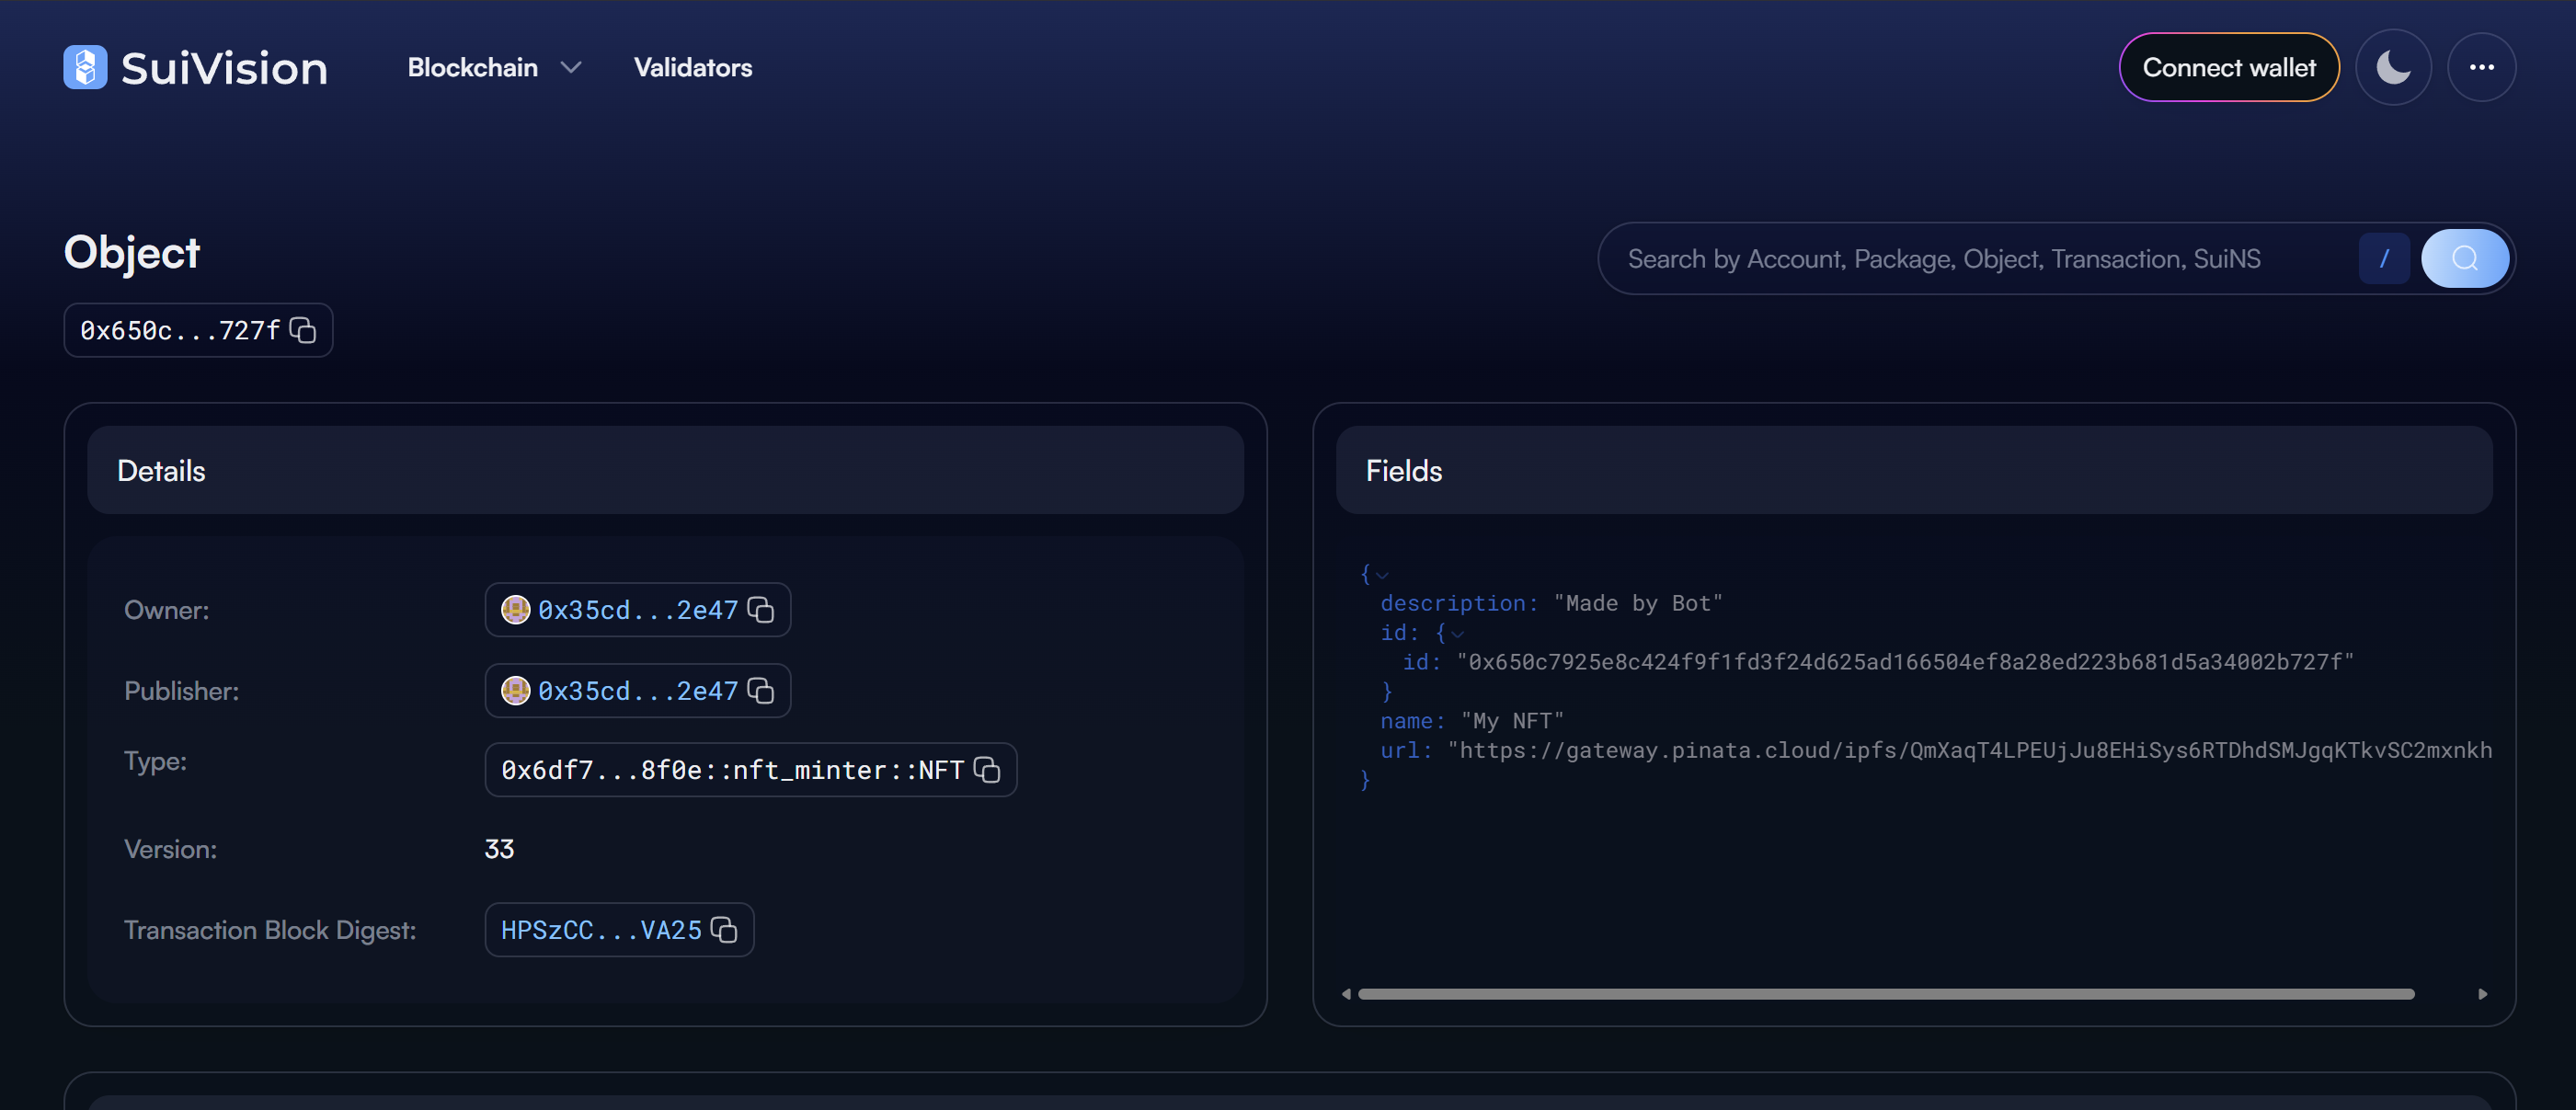 SuiVision
Blockchain
Validators
Connect wallet
Object
Search by Account, Package, Object, Transaction, SuiNS
/
0x650c...727f
Details
Owner:
0x35cd...2e47
Publisher:
0x35cd...2e47
Type:
0x6df7...8f0e::nft_minter::NFT
Version:
33
Transaction Block Digest:
HPSzCC...VA25
Fields
{
description: "Made by Bot"
id: {
id: "0x650c7925e8c424f9f1fd3f24d625ad166504ef8a28ed223b681d5a34002b727f"
}
name: "My NFT"
url: "https://gateway.pinata.cloud/ipfs/QmXaqT4LPEUjJu8EHiSys6RTDhdSMJgqKTkvSC2mxnkh
}